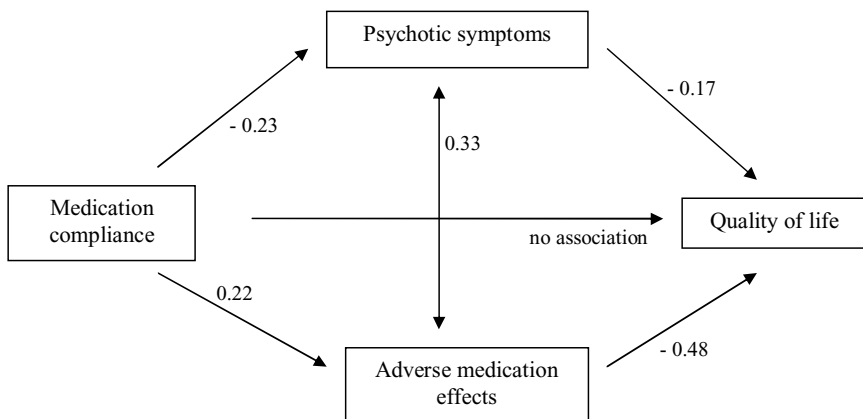 Psychotic symptoms
- 0.17
- 0.23
0.33
Medication
compliance
Quality of life
no association
0.22
- 0.48
Adverse medication
effects